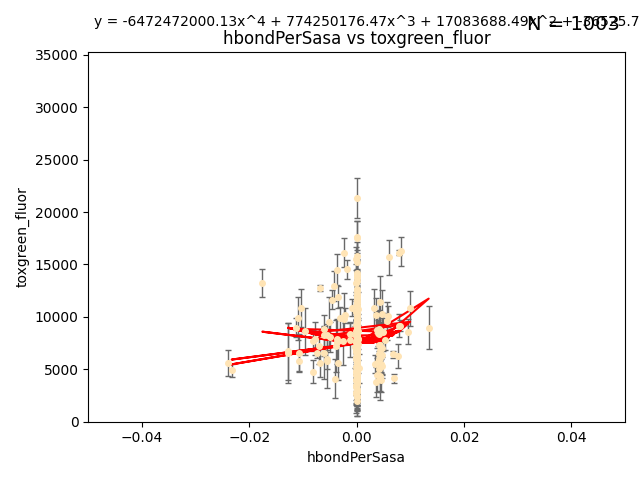 y = -6472472000.13x^4 + 774250176.47x^3 + 17083688.49x^2 +
N = 1003
hbondPerSasa vs toxgreen_fluor
35000
30000
25000
20000
15000
10000
5000
0
toxgreen_fluor
-0.04 -0.02 0.00 0.02 0.04
hbondPerSasa